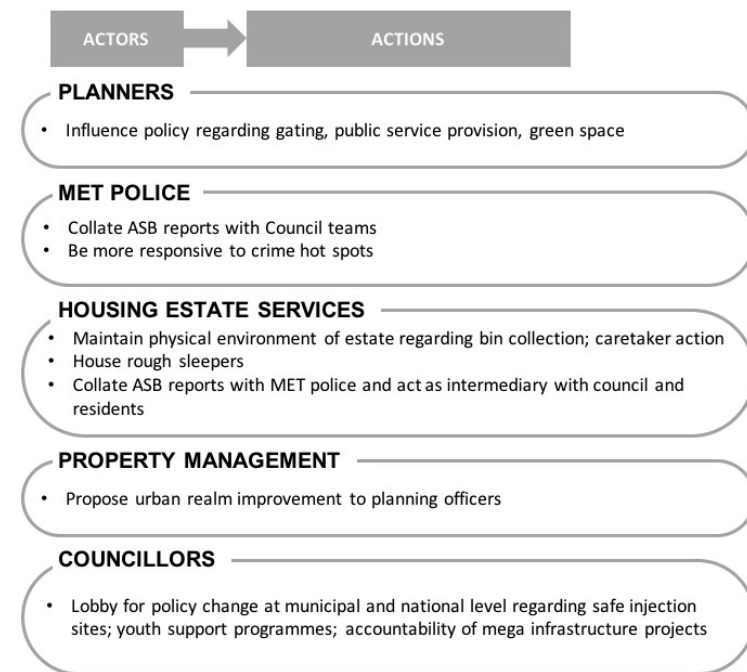 ACTORS
ACTIONS
PLANNERS
• Influence policy regarding gating, public service provision, green space
MET POLICE
• Collate ASB reports with Council teams
• Be more responsive to crime hot spots
HOUSING ESTATE SERVICES
• Maintain physical environment of estate regarding bin collection; caretaker action
• House rough sleepers
• Collate ASB reports with MET police and act as intermediary with council and
residents
PROPERTY MANAGEMENT
• Propose urban realm improvement to planning officers
COUNCILLORS
• Lobby for policy change at municipal and national level regarding safe injection
sites; youth support programmes; accountability of mega infrastructure projects